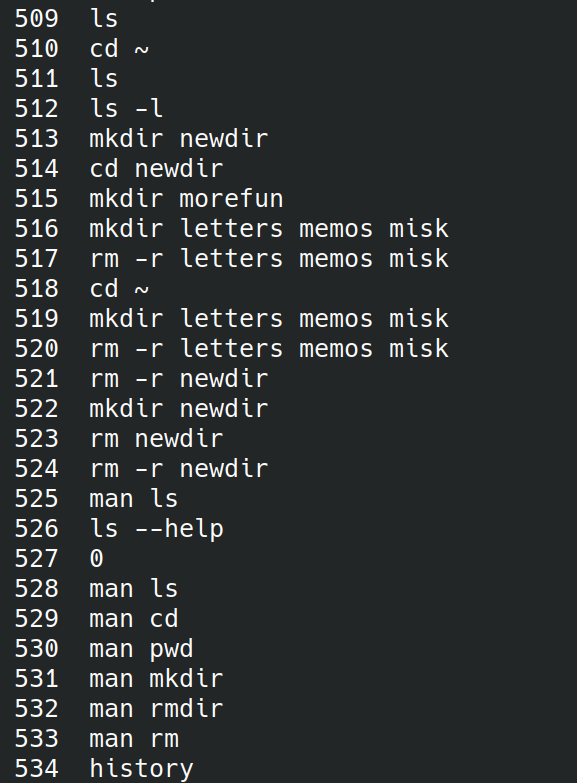 509 ls
510 cd ~
511 ls
512 ls -l
513 mkdir newdir
514 cd newdir
515 mkdir morefun
516 mkdir letters memos misk
517 rm -r letters memos misk
518 cd ~
519 mkdir letters memos misk
520 rm -r letters memos misk
521 rm -r newdir
522 mkdir newdir
523 rm newdir
524 rm -r newdir
525 man ls
526 ls --help
527 0
528 man ls
529 man cd
530 man pwd
531 man mkdir
532 man rmdir
533 man rm
534 history